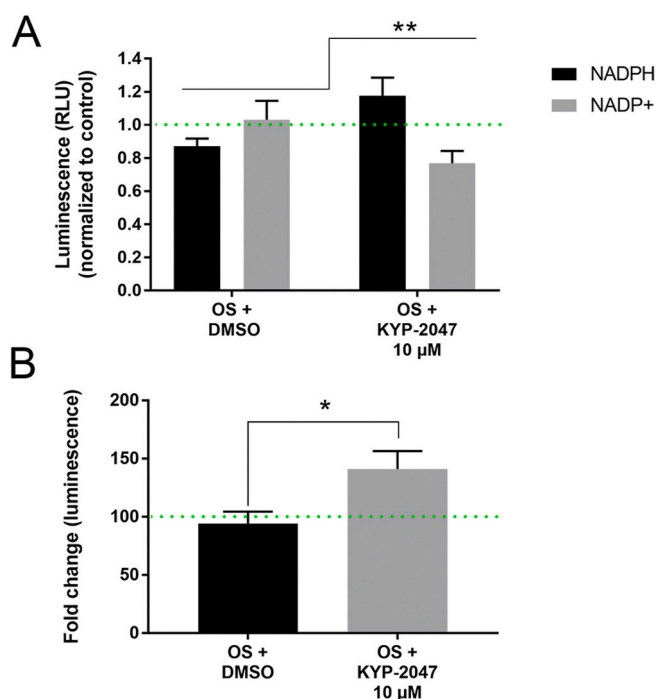 A
**
Luminescence (RLU)
(normalized to control)
1.4
1.2
1.0
0.8
0.6
0.4
0.2
0.0
OS +
DMSO
OS +
KYP-2047
10 µM
NADPH
NADP+
B
*
Fold change (luminescence)
200
150
100
50
0
OS +
DMSO
OS +
KYP-2047
10 µM